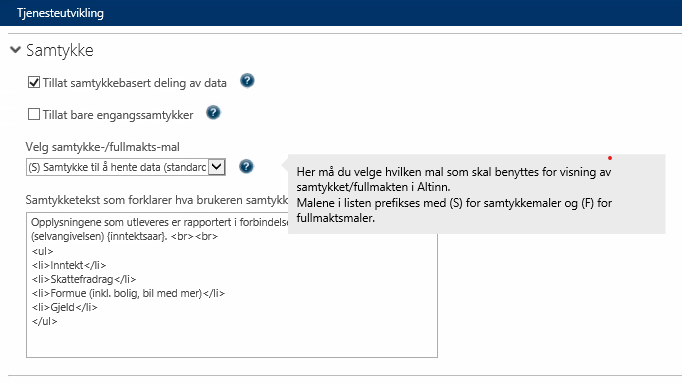 Tjenesteutvikling
Samtykke
Tillat samtykkebasert deling av data ?
Tillat bare engangssamtykker ?
Velg samtykke-/fullmakts-mal
(S) Samtykke til å hente data (standard ?
Her må du velge hvilken mal som skal benyttes for visning av
samtykket/fullmakten i Altinn.
Malene i listen prefikses med (S) for samtykkemaler og (F) for
fullmaktsmaler.
Samtykketekst som forklarer hva brukeren samtykk
Opplysningene som utleveres er rapportert i forbindelse
(selvangivelsen) {inntektsaar}. <br><br>
<ul>
<li>Inntekt</li>
<li>Skattefradrag</li>
<li>Formue (inkl. bolig, bil med mer)</li>
<li>Gjeld</li>
</ul>